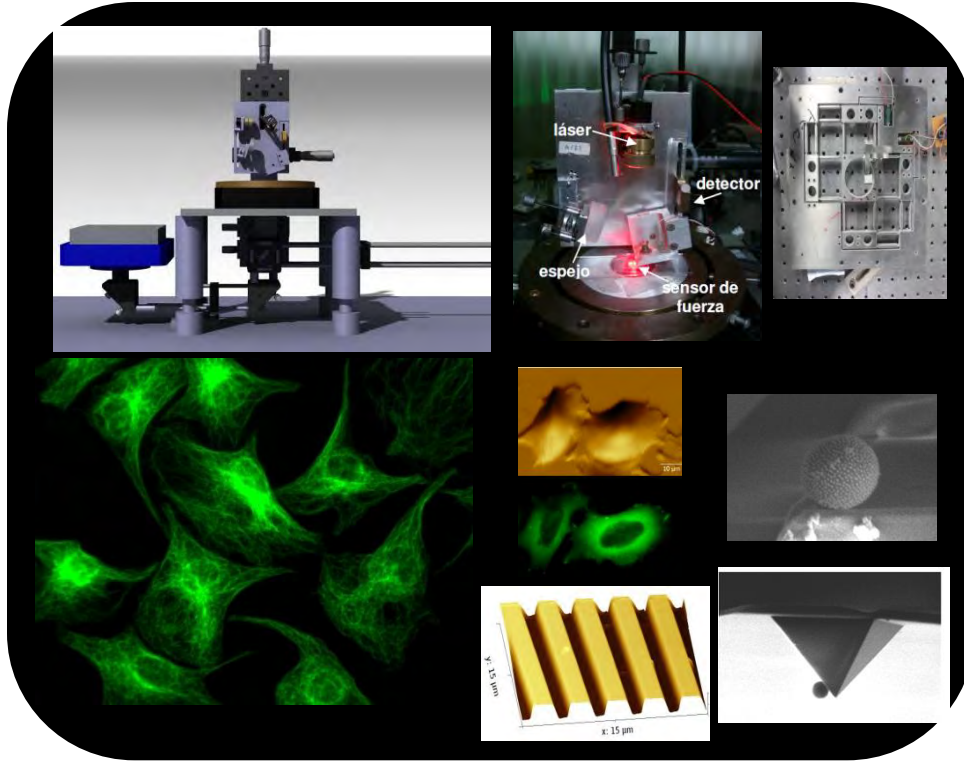 láser
detector
espejo
sensor de
fuerza
10 µm
y: 15 µm
x: 15 µm